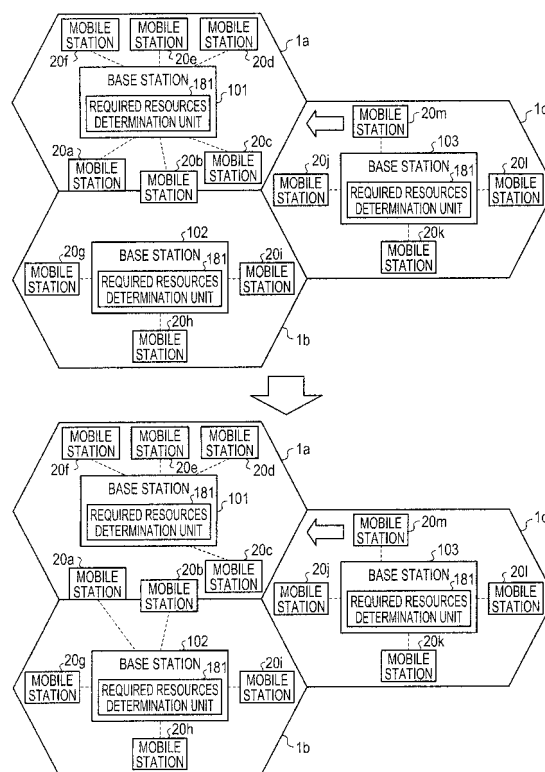 MOBILE STATION
MOBILE STATION
MOBILE STATION
20f
20e
20d
1a
BASE STATION
181
101
REQUIRED RESOURCES
DETERMINATION UNIT
20a
MOBILE STATION
20b
MOBILE STATION
20c
MOBILE STATION
MOBILE STATION
20m
1c
103
20j
MOBILE STATION
BASE STATION
181
REQUIRED RESOURCES
DETERMINATION UNIT
20l
MOBILE STATION
20k
MOBILE STATION
102
20g
MOBILE STATION
BASE STATION
181
REQUIRED RESOURCES
DETERMINATION UNIT
20i
MOBILE STATION
20h
MOBILE STATION
1b
MOBILE STATION
MOBILE STATION
MOBILE STATION
20f
20e
20d
1a
BASE STATION
181
101
REQUIRED RESOURCES
DETERMINATION UNIT
20a
MOBILE STATION
20b
MOBILE STATION
20c
MOBILE STATION
MOBILE STATION
20m
103
20j
MOBILE STATION
BASE STATION
181
REQUIRED RESOURCES
DETERMINATION UNIT
20l
MOBILE STATION
20k
MOBILE STATION
102
20g
MOBILE STATION
BASE STATION
181
REQUIRED RESOURCES
DETERMINATION UNIT
20i
MOBILE STATION
20h
MOBILE STATION
1b